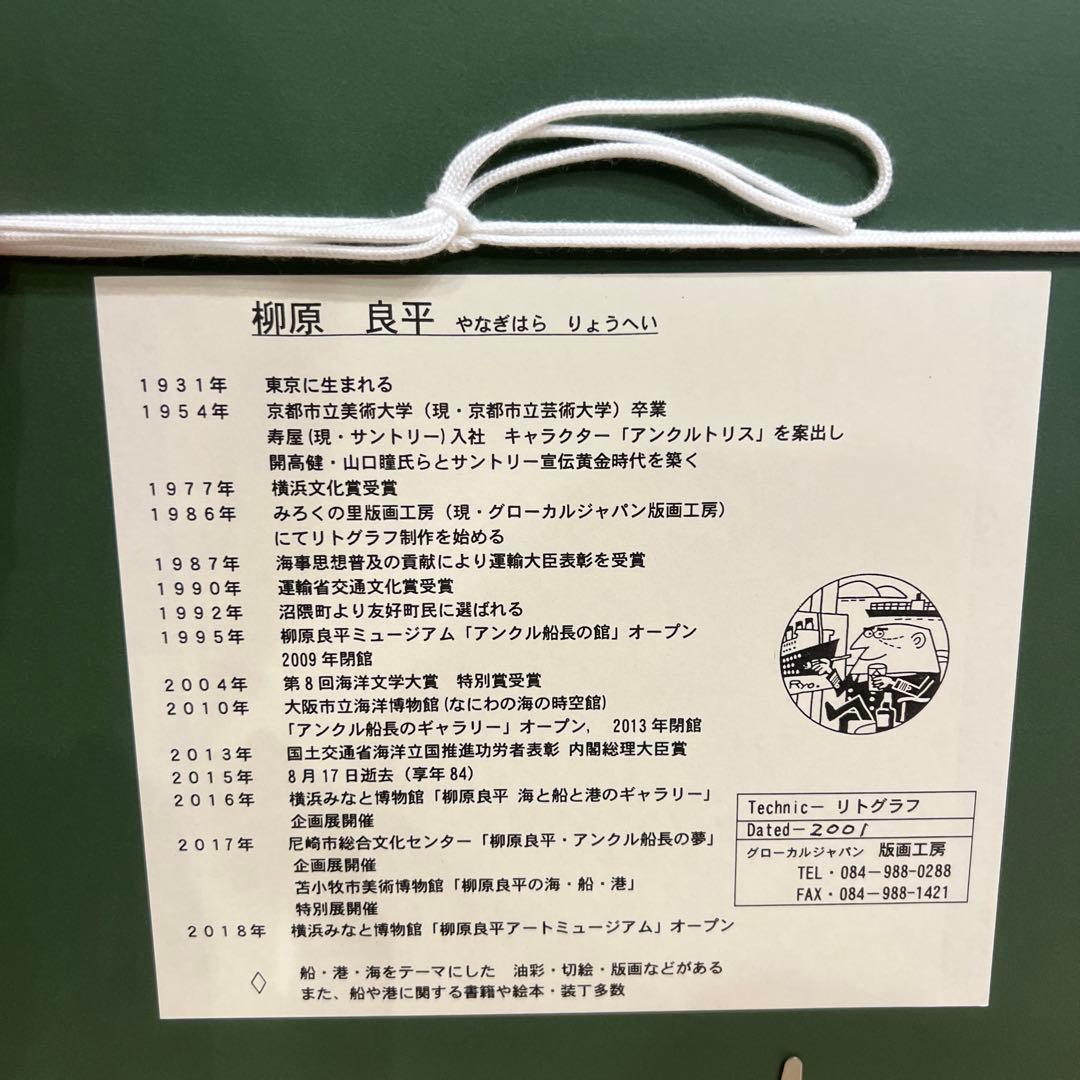 柳原 良平 やなぎはら りょうへい
1931年 東京に生まれる
1954年 京都市立美術大学（現・京都市立芸術大学）卒業
寿屋(現・サントリー)入社 キャラクター「アンクルトリス」を案出し
開高健・山口瞳氏らとサントリー宣伝黄金時代を築く
1977年 横浜文化賞受賞
1986年 みろくの里版画工房（現・グローカルジャパン版画工房）
にてリトグラフ制作を始める
1987年 海事思想普及の貢献により運輸大臣表彰を受賞
1990年 運輸省交通文化賞受賞
1992年 沼隈町より友好町民に選ばれる
1995年 柳原良平ミュージアム「アンクル船長の館」オープン
2009年閉館
2004年 第8回海洋文学大賞 特別賞受賞
2010年 大阪市立海洋博物館(なにわの海の時空館)
「アンクル船長のギャラリー」オープン, 2013年閉館
2013年 国土交通省海洋立国推進功労者表彰 内閣総理大臣賞
2015年 8月17日逝去（享年84）
2016年 横浜みなと博物館「柳原良平 海と船と港のギャラリー」
企画展開催
2017年 尼崎市総合文化センター「柳原良平・アンクル船長の夢」
企画展開催
苫小牧市美術博物館「柳原良平の海・船・港」
特別展開催
2018年 横浜みなと博物館「柳原良平アートミュージアム」オープン
◇ 船・港・海をテーマにした 油彩・切絵・版画などがある
また、船や港に関する書籍や絵本・装丁多数
Ryo.
Technic－ リトグラフ
Dated－2001
グローカルジャパン 版画工房
TEL・084－988-0288
FAX・084－988-1421